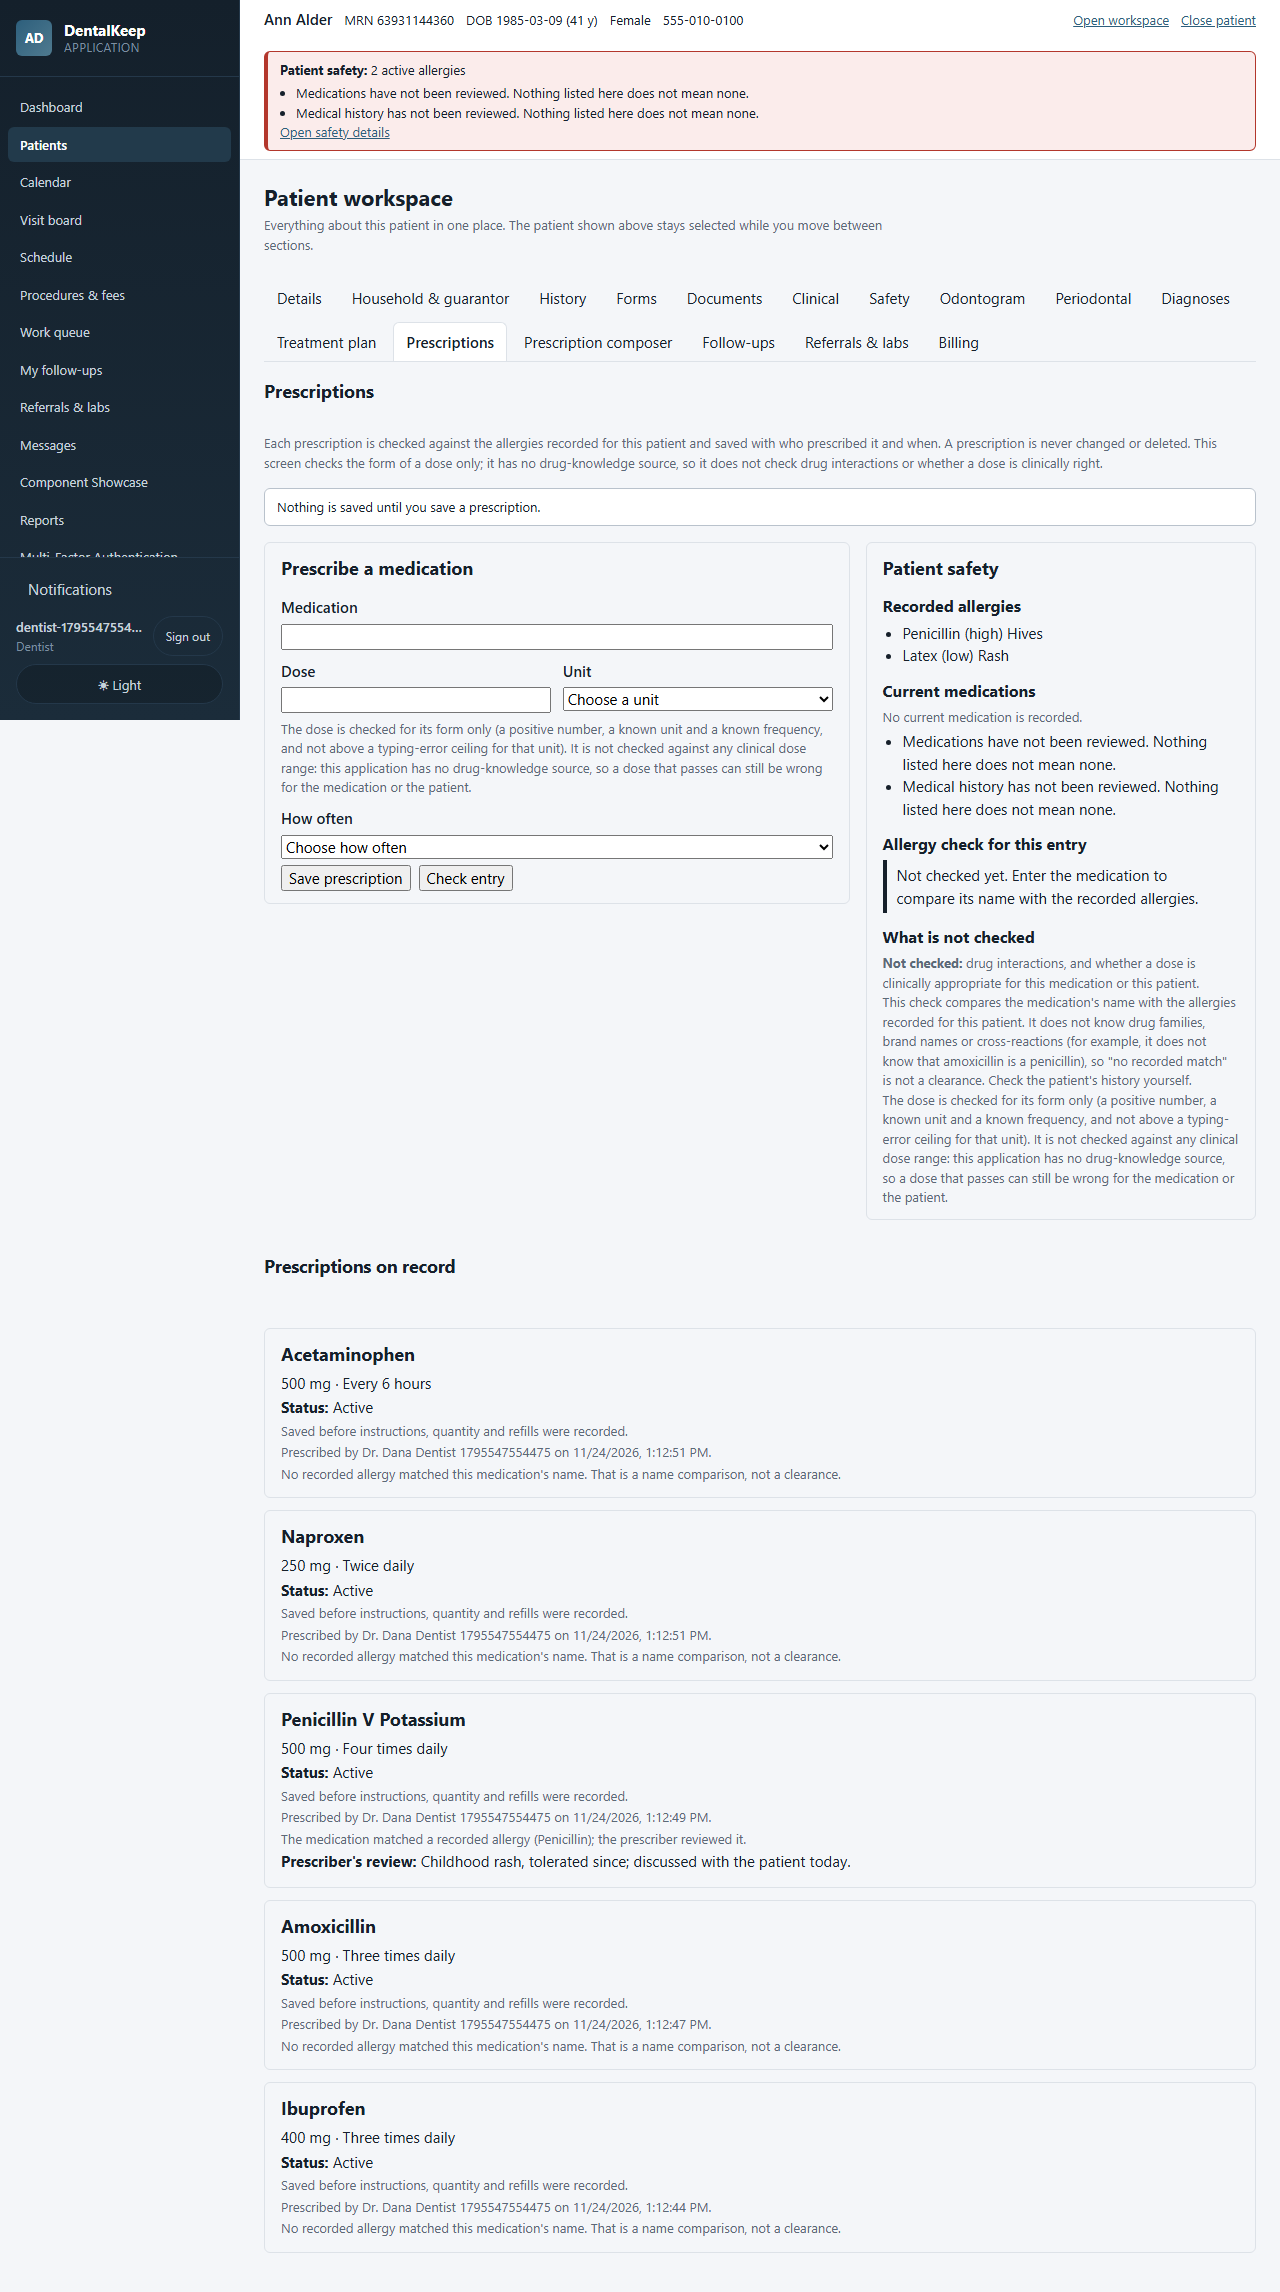 AD
DentalKeep
APPLICATION
Dashboard
Patients
Calendar
Visit board
Schedule
Procedures & fees
Work queue
My follow-ups
Referrals & labs
Messages
Component Showcase
Reports
Multi-Factor Authentication
Notifications
dentist-1795547554...
Dentist
Sign out
☀ Light
Ann Alder MRN 63931144360 DOB 1985-03-09 (41 y) Female 555-010-0100
Open workspace Close patient
Patient safety: 2 active allergies
• Medications have not been reviewed. Nothing listed here does not mean none.
• Medical history has not been reviewed. Nothing listed here does not mean none.
Open safety details
Patient workspace
Everything about this patient in one place. The patient shown above stays selected while you move between
sections.
Details Household & guarantor History Forms Documents Clinical Safety Odontogram Periodontal Diagnoses
Treatment plan Prescriptions Prescription composer Follow-ups Referrals & labs Billing
Prescriptions
Each prescription is checked against the allergies recorded for this patient and saved with who prescribed it and when. A prescription is never changed or deleted. This
screen checks the form of a dose only; it has no drug-knowledge source, so it does not check drug interactions or whether a dose is clinically right.
Nothing is saved until you save a prescription.
Prescribe a medication
Medication
Dose Unit
Choose a unit
The dose is checked for its form only (a positive number, a known unit and a known frequency,
and not above a typing-error ceiling for that unit). It is not checked against any clinical dose
range: this application has no drug-knowledge source, so a dose that passes can still be wrong
for the medication or the patient.
How often
Choose how often
Save prescription Check entry
Patient safety
Recorded allergies
• Penicillin (high) Hives
• Latex (low) Rash
Current medications
No current medication is recorded.
• Medications have not been reviewed. Nothing
listed here does not mean none.
• Medical history has not been reviewed. Nothing
listed here does not mean none.
Allergy check for this entry
Not checked yet. Enter the medication to
compare its name with the recorded allergies.
What is not checked
Not checked: drug interactions, and whether a dose is
clinically appropriate for this medication or this patient.
This check compares the medication's name with the allergies
recorded for this patient. It does not know drug families,
brand names or cross-reactions (for example, it does not
know that amoxicillin is a penicillin), so "no recorded match"
is not a clearance. Check the patient's history yourself.
The dose is checked for its form only (a positive number, a
known unit and a known frequency, and not above a typing-
error ceiling for that unit). It is not checked against any clinical
dose range: this application has no drug-knowledge source,
so a dose that passes can still be wrong for the medication or
the patient.
Prescriptions on record
Acetaminophen
500 mg · Every 6 hours
Status: Active
Saved before instructions, quantity and refills were recorded.
Prescribed by Dr. Dana Dentist 1795547554475 on 11/24/2026, 1:12:51 PM.
No recorded allergy matched this medication's name. That is a name comparison, not a clearance.
Naproxen
250 mg · Twice daily
Status: Active
Saved before instructions, quantity and refills were recorded.
Prescribed by Dr. Dana Dentist 1795547554475 on 11/24/2026, 1:12:51 PM.
No recorded allergy matched this medication's name. That is a name comparison, not a clearance.
Penicillin V Potassium
500 mg · Four times daily
Status: Active
Saved before instructions, quantity and refills were recorded.
Prescribed by Dr. Dana Dentist 1795547554475 on 11/24/2026, 1:12:49 PM.
The medication matched a recorded allergy (Penicillin); the prescriber reviewed it.
Prescriber's review: Childhood rash, tolerated since; discussed with the patient today.
Amoxicillin
500 mg · Three times daily
Status: Active
Saved before instructions, quantity and refills were recorded.
Prescribed by Dr. Dana Dentist 1795547554475 on 11/24/2026, 1:12:47 PM.
No recorded allergy matched this medication's name. That is a name comparison, not a clearance.
Ibuprofen
400 mg · Three times daily
Status: Active
Saved before instructions, quantity and refills were recorded.
Prescribed by Dr. Dana Dentist 1795547554475 on 11/24/2026, 1:12:44 PM.
No recorded allergy matched this medication's name. That is a name comparison, not a clearance.